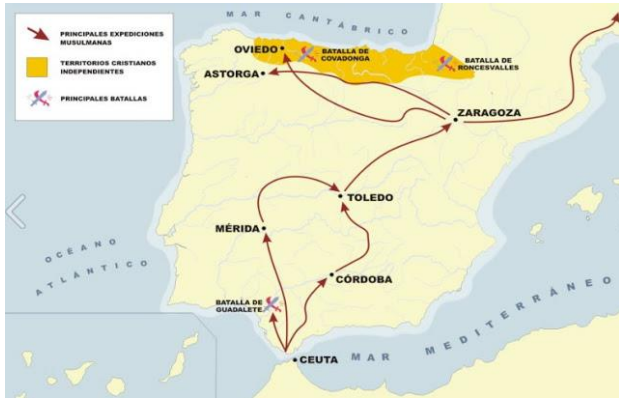 MAR CANTÁBRICO
PRINCIPALES EXPEDICIONES
MUSULMANAS
TERRITORIOS CRISTIANOS
INDEPENDIENTES
PRINCIPALES BATALLAS
OVIEDO
BATALLA DE
COVADONGA
BATALLA DE
RONCESVALLES
ASTORGA
ZARAGOZA
TOLEDO
MÉRIDA
OCÉANO
ATLÁNTICO
CÓRDOBA
BATALLA DE
GUADALETE
CEUTA
MAR MEDITERRÁNEO